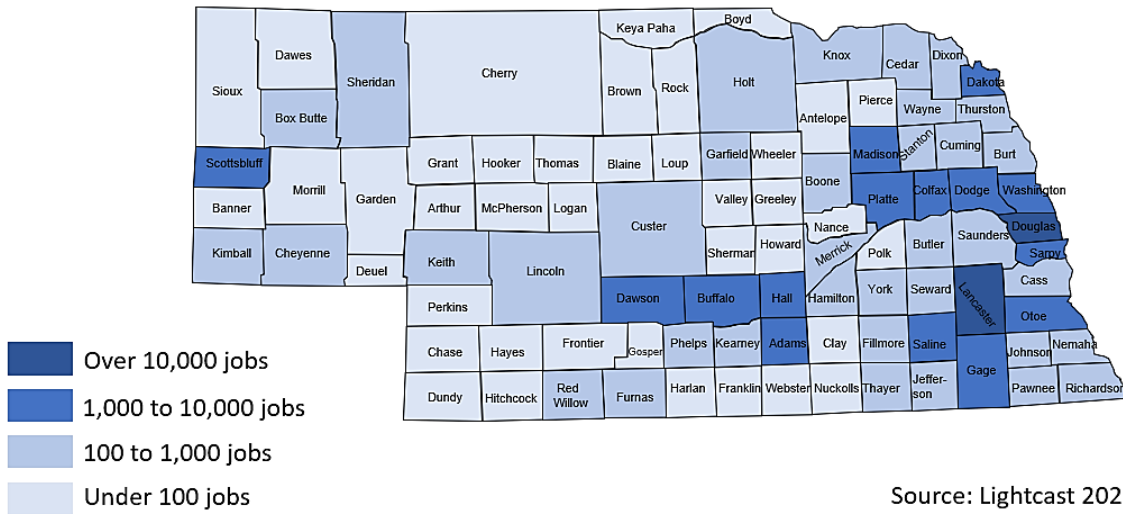 Keya Paha
Boyd
Dawes
Sheridan
Cherry
Knox
Cedar
Dixon
Dakota
Sioux
Brown
Rock
Holt
Pierce
Wayne
Thurston
Box Butte
Antelope
Scottsbluff
Grant
Hooker
Thomas
Blaine
Loup
Garfield
Wheeler
Madison
Stanton
Cuming
Burt
Morrill
Garden
Boone
Banner
Arthur
McPherson
Logan
Custer
Valley
Greeley
Platte
Colfax
Dodge
Washington
Nance
Douglas
Kimball
Cheyenne
Deuel
Keith
Lincoln
Sherman
Howard
Merrick
Polk
Butler
Saunders
Sarpy
Perkins
Dawson
Buffalo
Hall
Hamilton
York
Seward
Lancaster
Cass
Otoe
Chase
Hayes
Frontier
Gosper
Phelps
Kearney
Adams
Clay
Fillmore
Saline
Gage
Johnson
Nemaha
Dundy
Hitchcock
Red
Willow
Furnas
Harlan
Franklin
Webster
Nuckolls
Thayer
Jeffer-
son
Pawnee
Richardson
Over 10,000 jobs
1,000 to 10,000 jobs
100 to 1,000 jobs
Under 100 jobs
Source: Lightcast 202